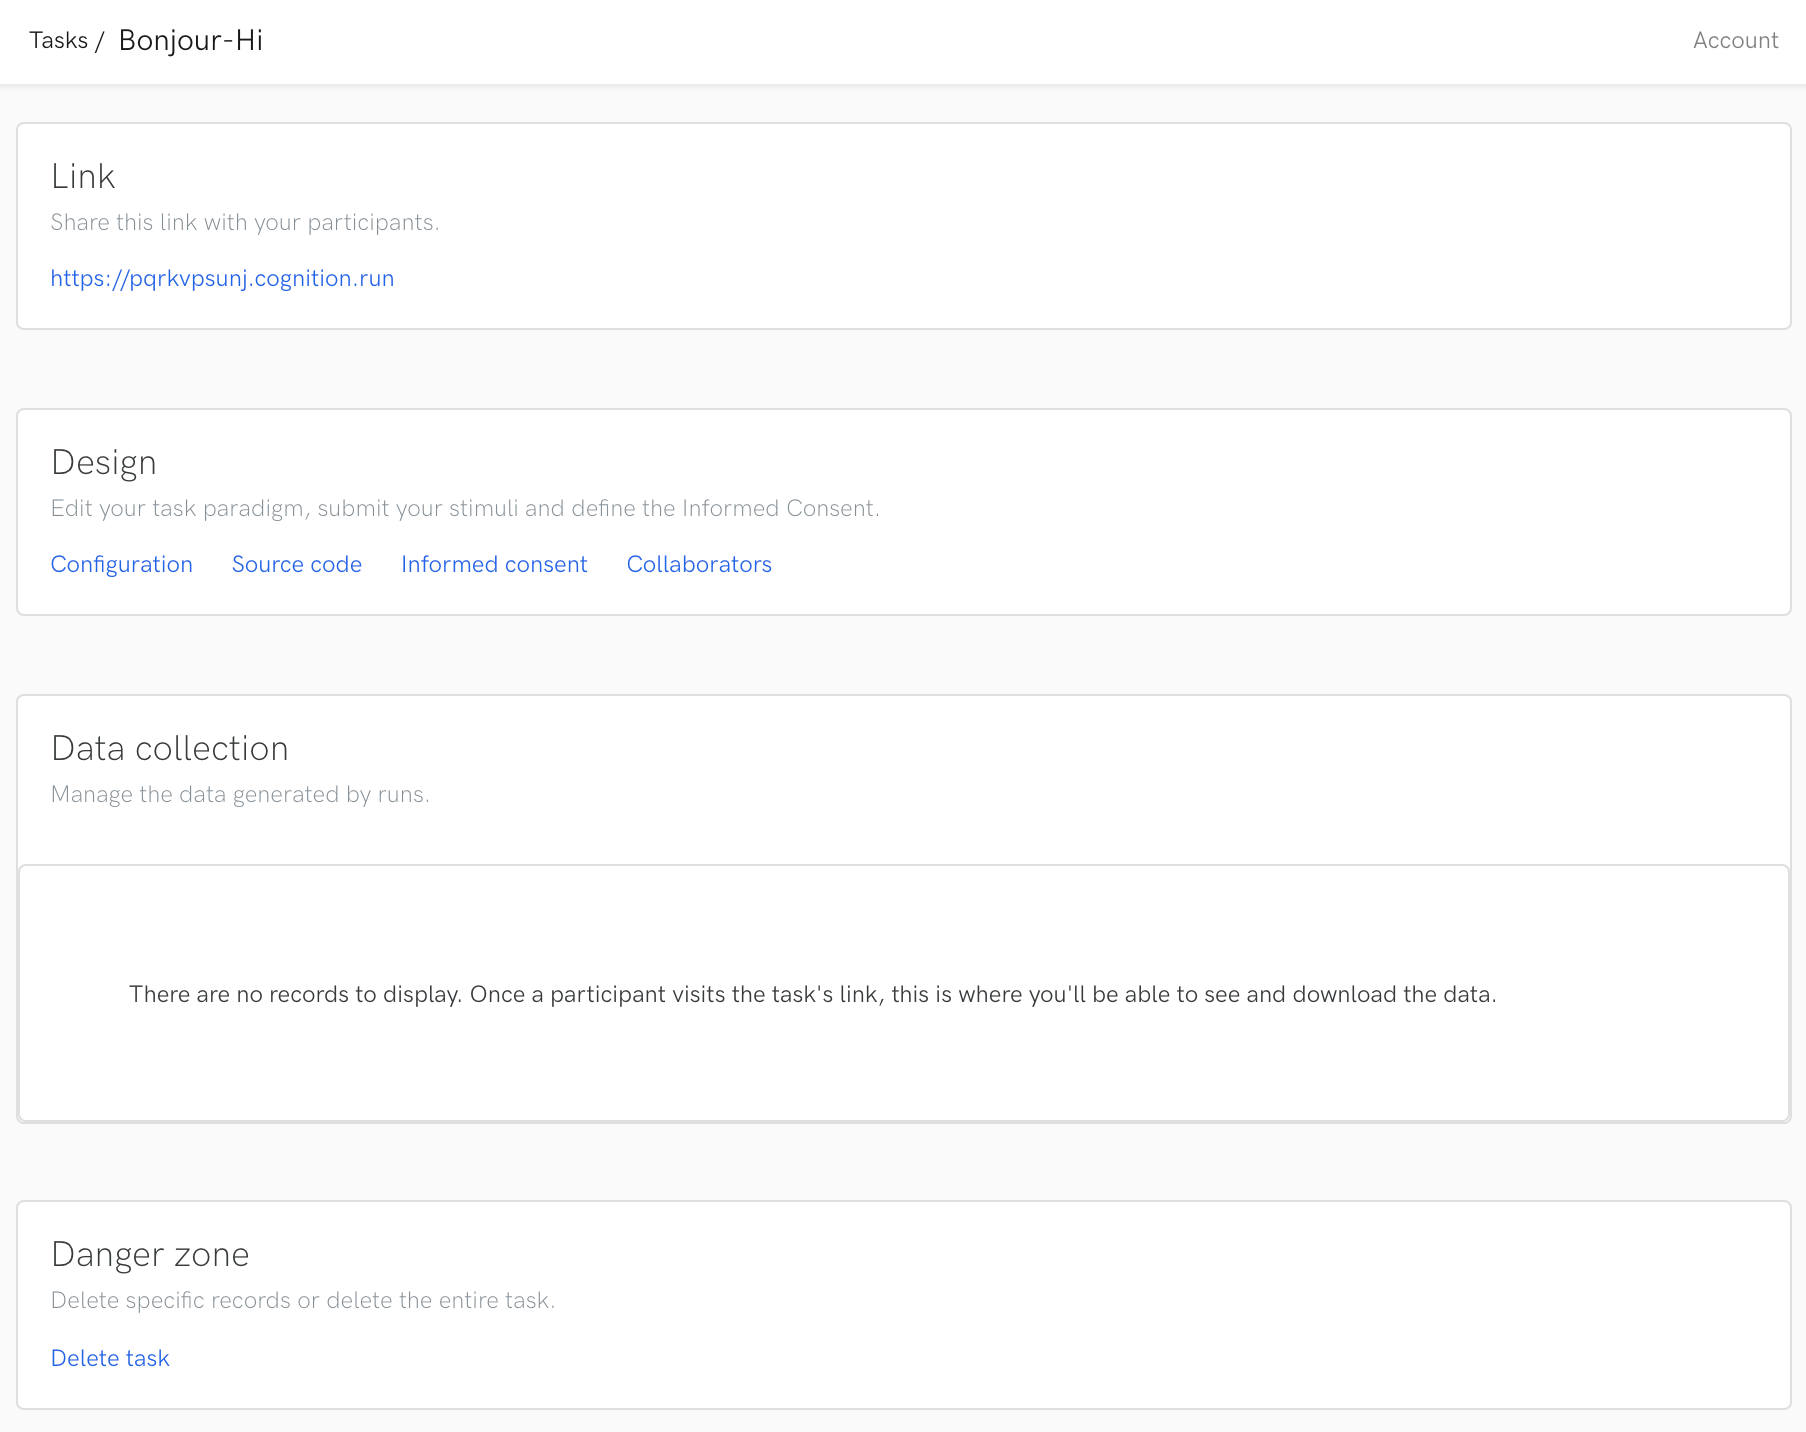 Tasks / Bonjour-Hi
Account
Link
Share this link with your participants.
https://pqrkvpsunj.cognition.run
Design
Edit your task paradigm, submit your stimuli and define the Informed Consent.
Configuration Source code Informed consent Collaborators
Data collection
Manage the data generated by runs.
There are no records to display. Once a participant visits the task's link, this is where you'll be able to see and download the data.
Danger zone
Delete specific records or delete the entire task.
Delete task